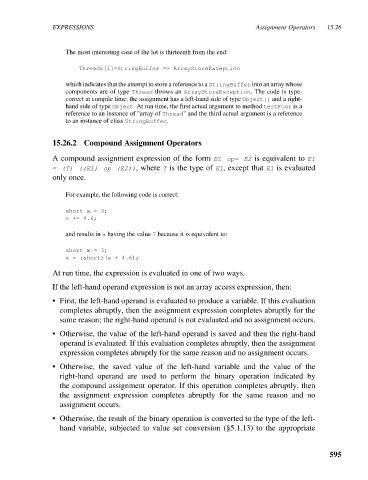 EXPRESSIONS Assignment Operators 15.26
The most interesting case of the lot is thirteenth from the end:
Threads[1]=StringBuffer => ArrayStoreException
which indicates that the attempt to store a reference to a StringBuffer into an array whose
components are of type Thread throws an ArrayStoreException. The code is type-
correct at compile time: the assignment has a left-hand side of type Object[] and a right-
hand side of type Object. At run time, the first actual argument to method testFour is a
reference to an instance of "array of Thread" and the third actual argument is a reference
to an instance of class StringBuffer.
15.26.2 Compound Assignment Operators
A compound assignment expression of the form E1 op= E2 is equivalent to E1
= (T) ((E1) op (E2)), where T is the type of E1, except that E1 is evaluated
only once.
For example, the following code is correct:
short x = 3;
x += 4.6;
and results in x having the value 7 because it is equivalent to:
short x = 3;
x = (short)(x + 4.6);
At run time, the expression is evaluated in one of two ways.
If the left-hand operand expression is not an array access expression, then:
• First, the left-hand operand is evaluated to produce a variable. If this evaluation
completes abruptly, then the assignment expression completes abruptly for the
same reason; the right-hand operand is not evaluated and no assignment occurs.
• Otherwise, the value of the left-hand operand is saved and then the right-hand
operand is evaluated. If this evaluation completes abruptly, then the assignment
expression completes abruptly for the same reason and no assignment occurs.
• Otherwise, the saved value of the left-hand variable and the value of the
right-hand operand are used to perform the binary operation indicated by
the compound assignment operator. If this operation completes abruptly, then
the assignment expression completes abruptly for the same reason and no
assignment occurs.
• Otherwise, the result of the binary operation is converted to the type of the left-
hand variable, subjected to value set conversion (§5.1.13) to the appropriate
595